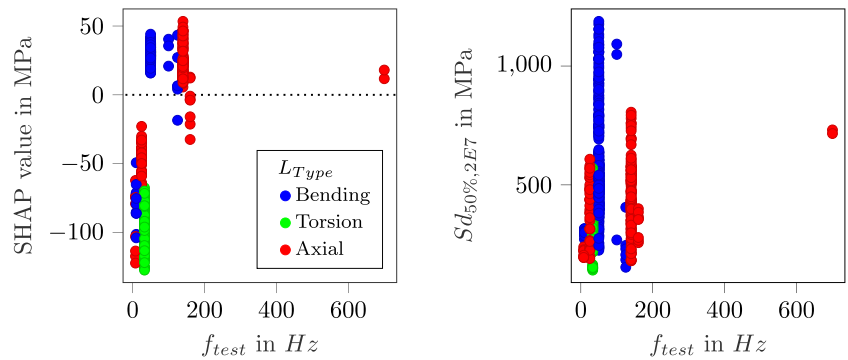 SHAP value in MPa
50
0
−50
−100
0
200
400
600
f_test in Hz
L_Type
Bending
Torsion
Axial
Sd_50%,2E7 in MPa
1,000
500
0
200
400
600
f_test in Hz